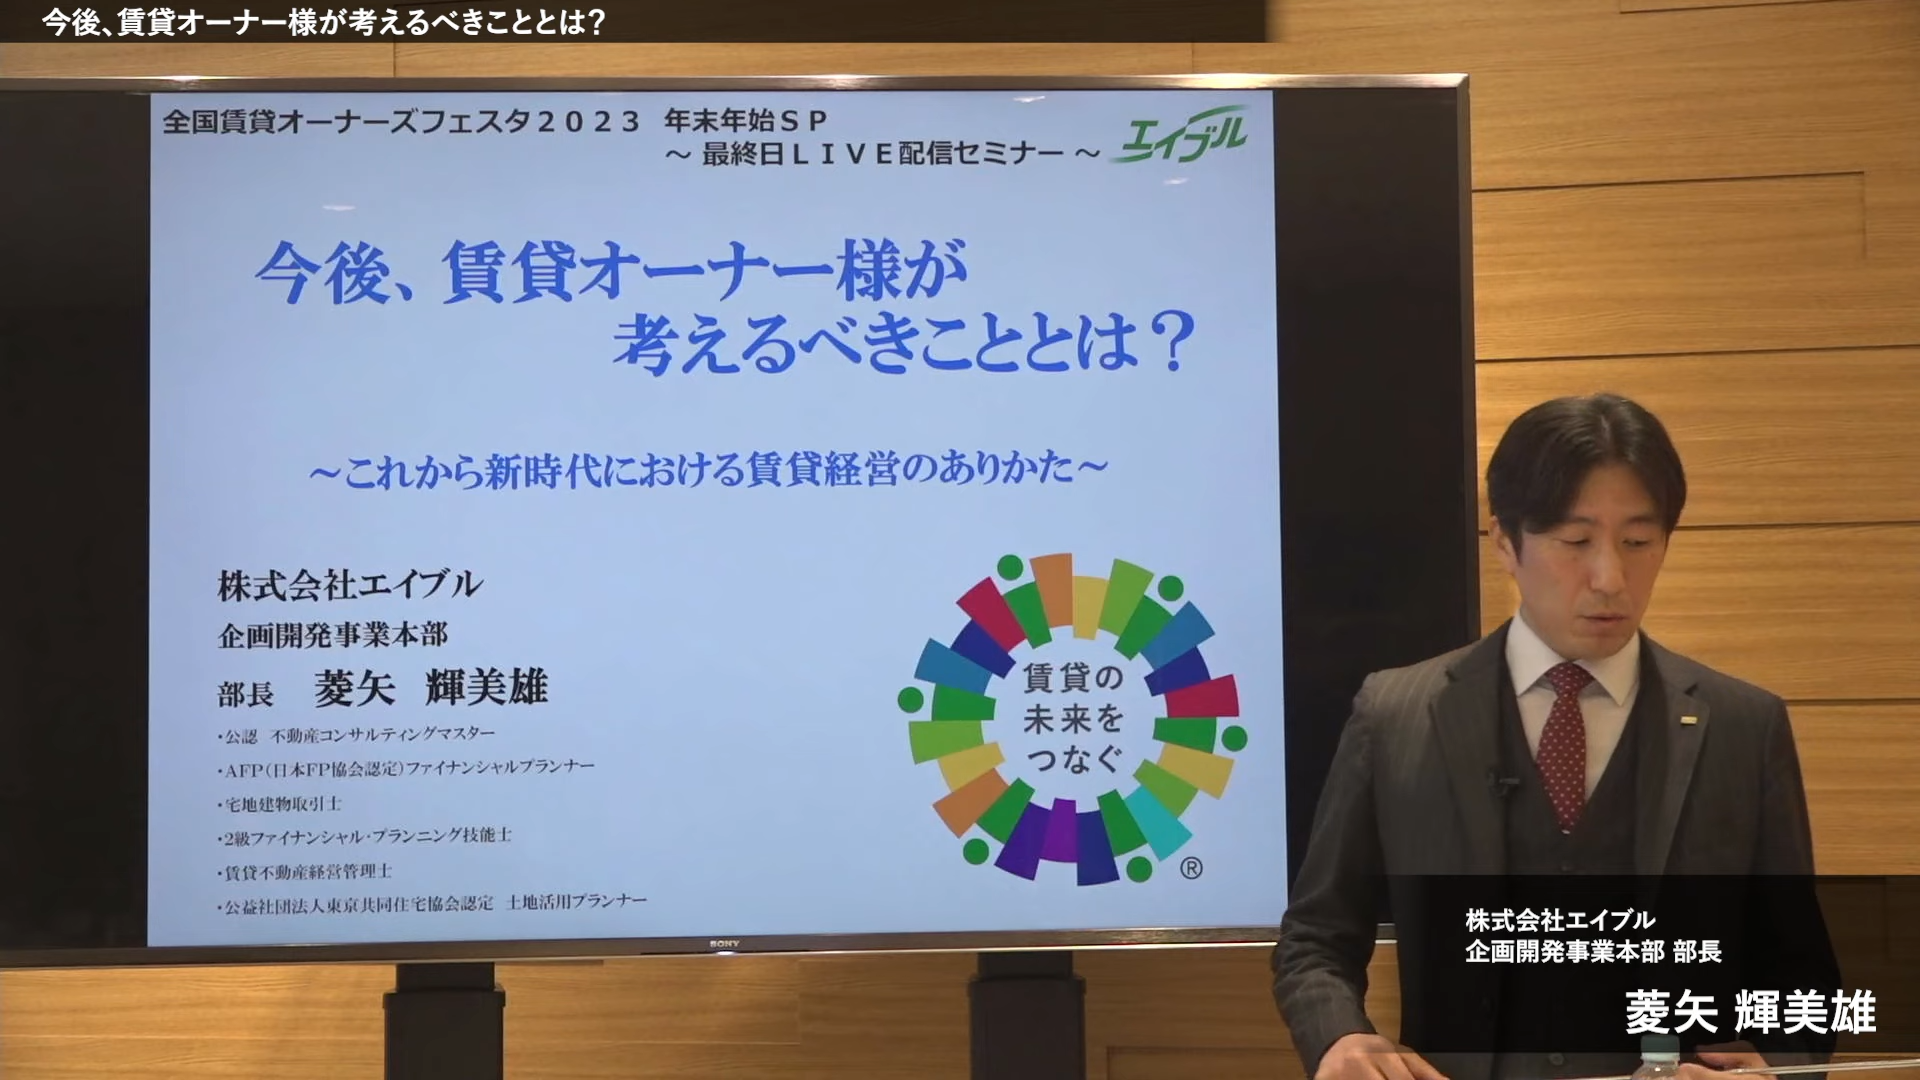 今後、賃貸オーナー様が考えるべきこととは？
全国賃貸オーナーズフェスタ２０２３ 年末年始ＳＰ
～ 最終日ＬＩＶＥ配信セミナー ～
エイブル
今後、賃貸オーナー様が
考えるべきこととは？
～これから新時代における賃貸経営のありかた～
株式会社エイブル
企画開発事業本部
部長 菱矢 輝美雄
・公認 不動産コンサルティングマスター
・AFP（日本FP協会認定）ファイナンシャルプランナー
・宅地建物取引士
・2級ファイナンシャル・プランニング技能士
・賃貸不動産経営管理士
・公益社団法人東京共同住宅協会認定 土地活用プランナー
賃貸の
未来を
つなぐ
®
SONY
株式会社エイブル
企画開発事業本部 部長
菱矢 輝美雄